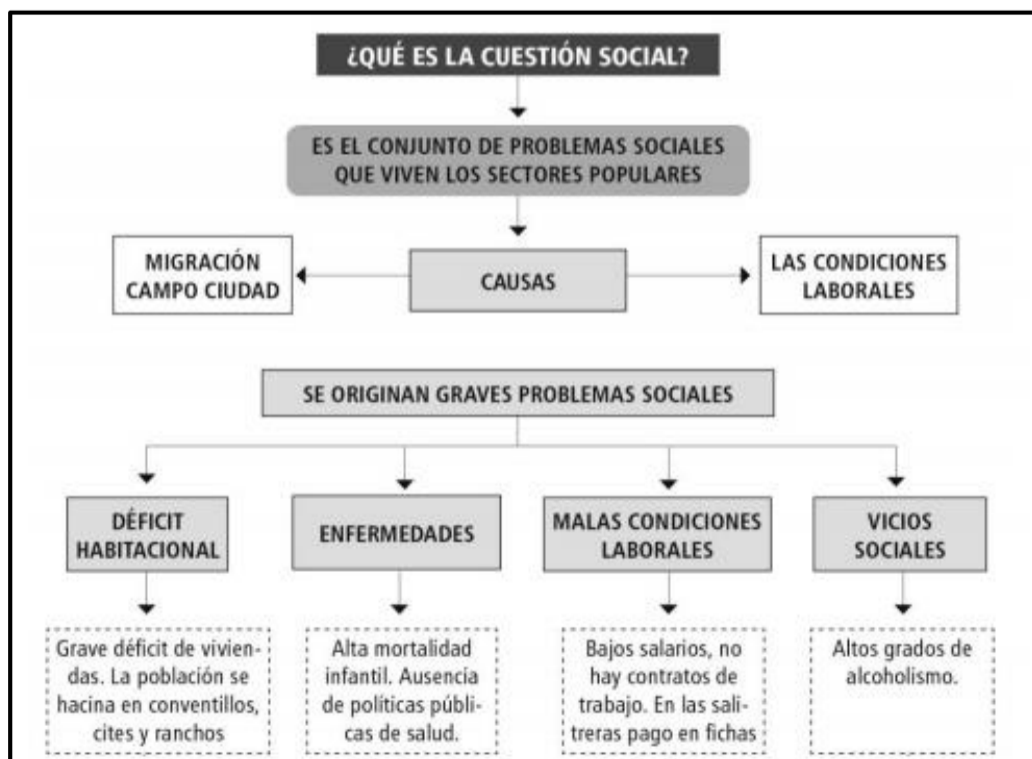 ¿QUÉ ES LA CUESTIÓN SOCIAL?
ES EL CONJUNTO DE PROBLEMAS SOCIALES
QUE VIVEN LOS SECTORES POPULARES
MIGRACIÓN
CAMPO CIUDAD
CAUSAS
LAS CONDICIONES
LABORALES
SE ORIGINAN GRAVES PROBLEMAS SOCIALES
DÉFICIT
HABITACIONAL
ENFERMEDADES
MALAS CONDICIONES
LABORALES
VICIOS
SOCIALES
Grave déficit de vivien-
das. La población se
hacina en conventillos,
cites y ranchos
Alta mortalidad
infantil. Ausencia
de políticas públi-
cas de salud.
Bajos salarios, no
hay contratos de
trabajo. En las sali-
treras pago en fichas
Altos grados de
alcoholismo.